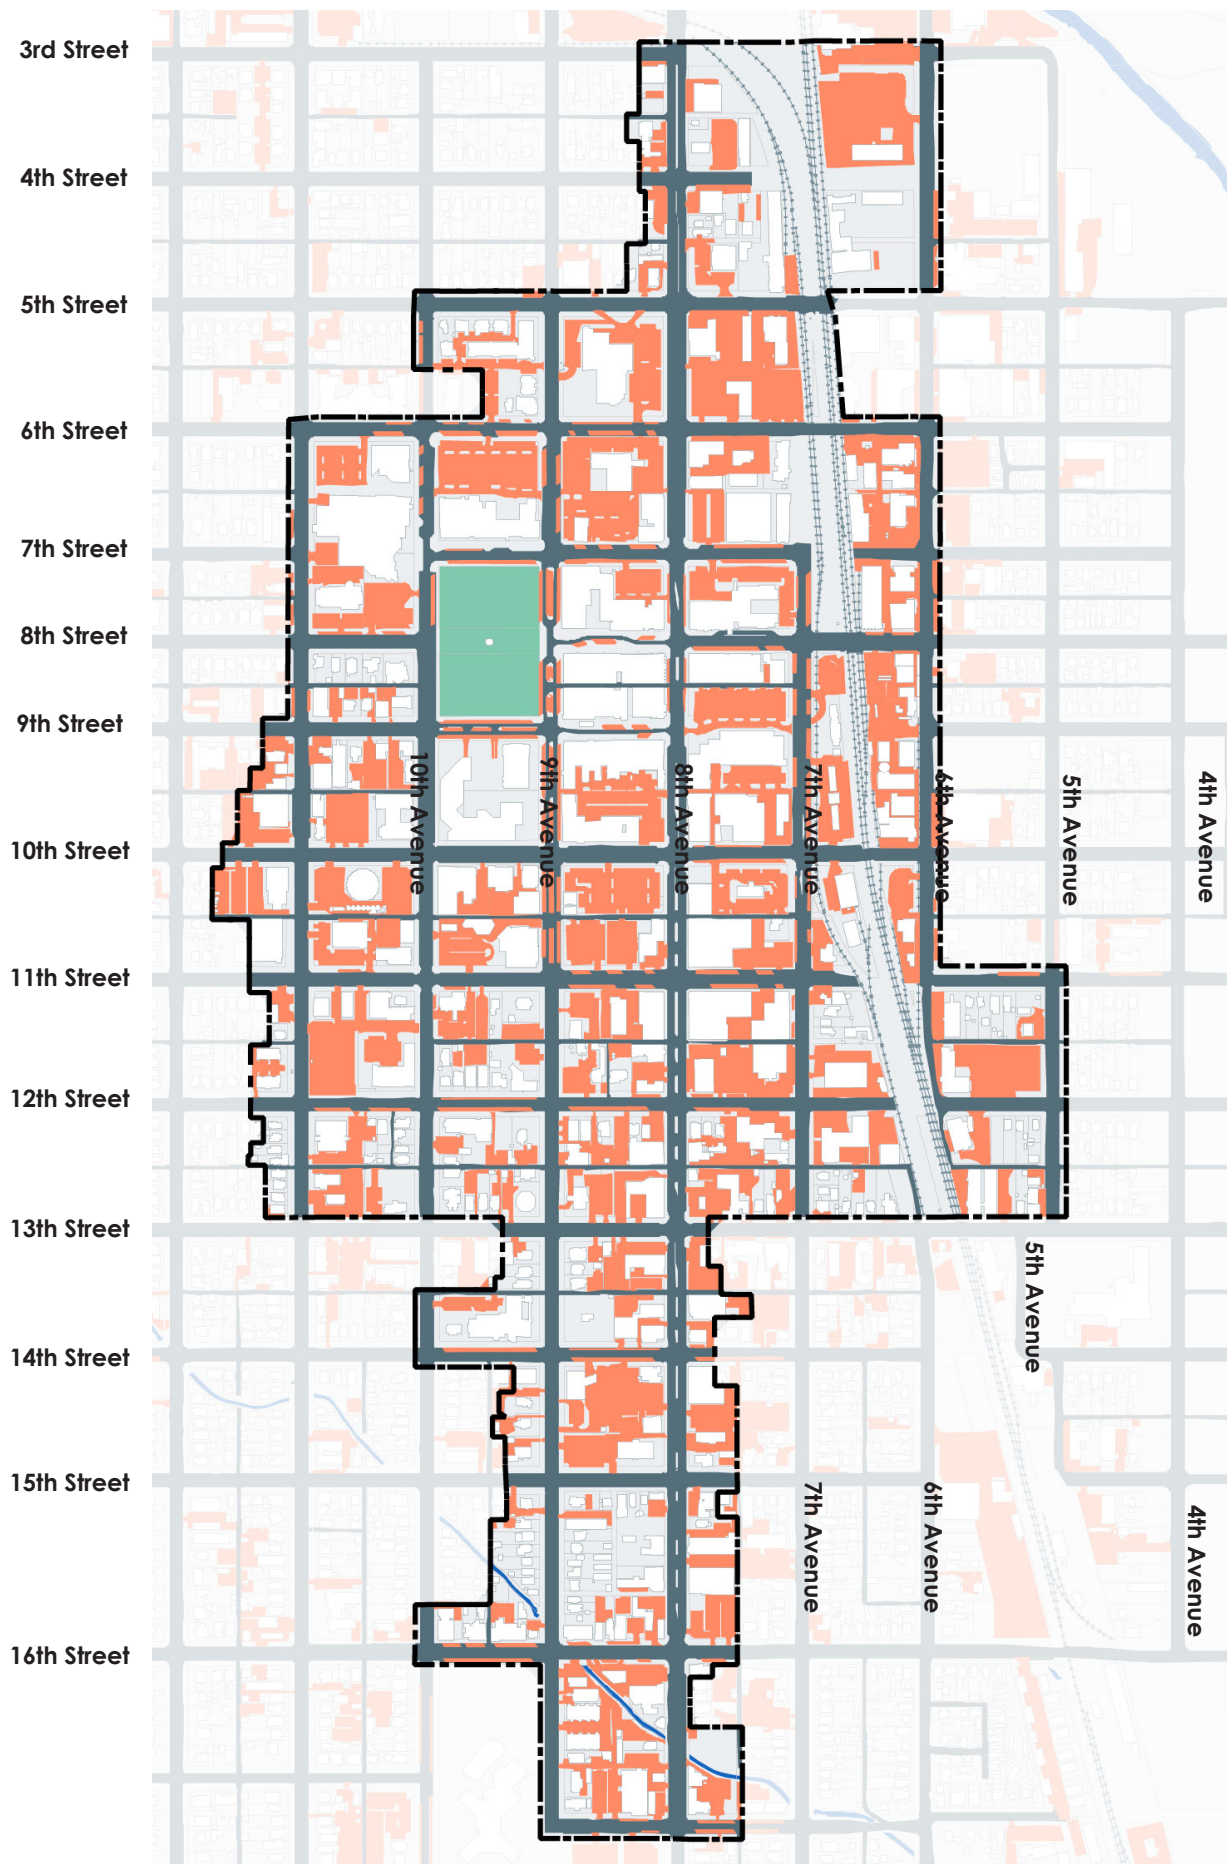 3rd Street
4th Street
5th Street
6th Street
7th Street
8th Street
9th Street
10th Avenue
9th Avenue
8th Avenue
7th Avenue
6th Avenue
5th Avenue
4th Avenue
10th Street
11th Street
12th Street
13th Street
5th Avenue
14th Street
15th Street
7th Avenue
6th Avenue
4th Avenue
16th Street